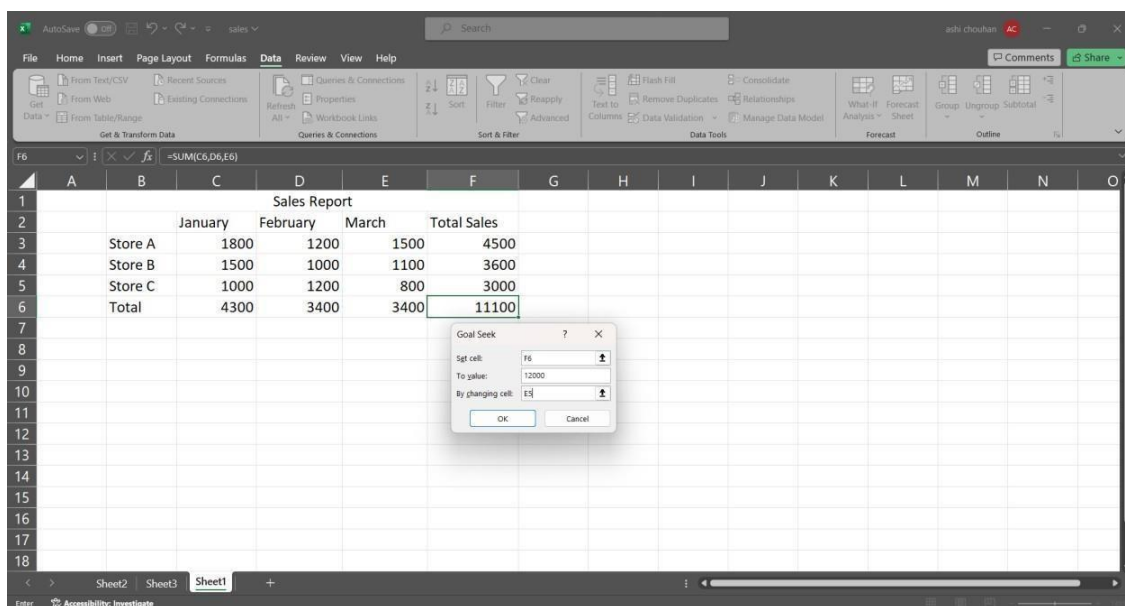 AutoSave Off sales Search ashi chouhan AC
File Home Insert Page Layout Formulas Data Review View Help Comments Share
Get Data From Text/CSV From Web From Table/Range Recent Sources Existing Connections
Get & Transform Data
Refresh All Queries & Connections Properties Workbook Links
Queries & Connections
Sort Filter Clear Reapply Advanced
Sort & Filter
Text to Columns Flash Fill Remove Duplicates Data Validation Consolidate Relationships Manage Data Model
Data Tools
What-If Analysis Forecast Sheet
Forecast
Group Ungroup Subtotal
Outline
F6 fx =SUM(C6,D6,E6)
A B C D E F G H I J K L M N O
1 Sales Report
2 January February March Total Sales
3 Store A 1800 1200 1500 4500
4 Store B 1500 1000 1100 3600
5 Store C 1000 1200 800 3000
6 Total 4300 3400 3400 11100
7
8
9
10
11
12
13
14
15
16
17
18
Goal Seek ? ×
Set cell: F6
To value: 12000
By changing cell: E5
OK Cancel
Sheet2 Sheet3 Sheet1 +
Enter Accessibility: Investigate